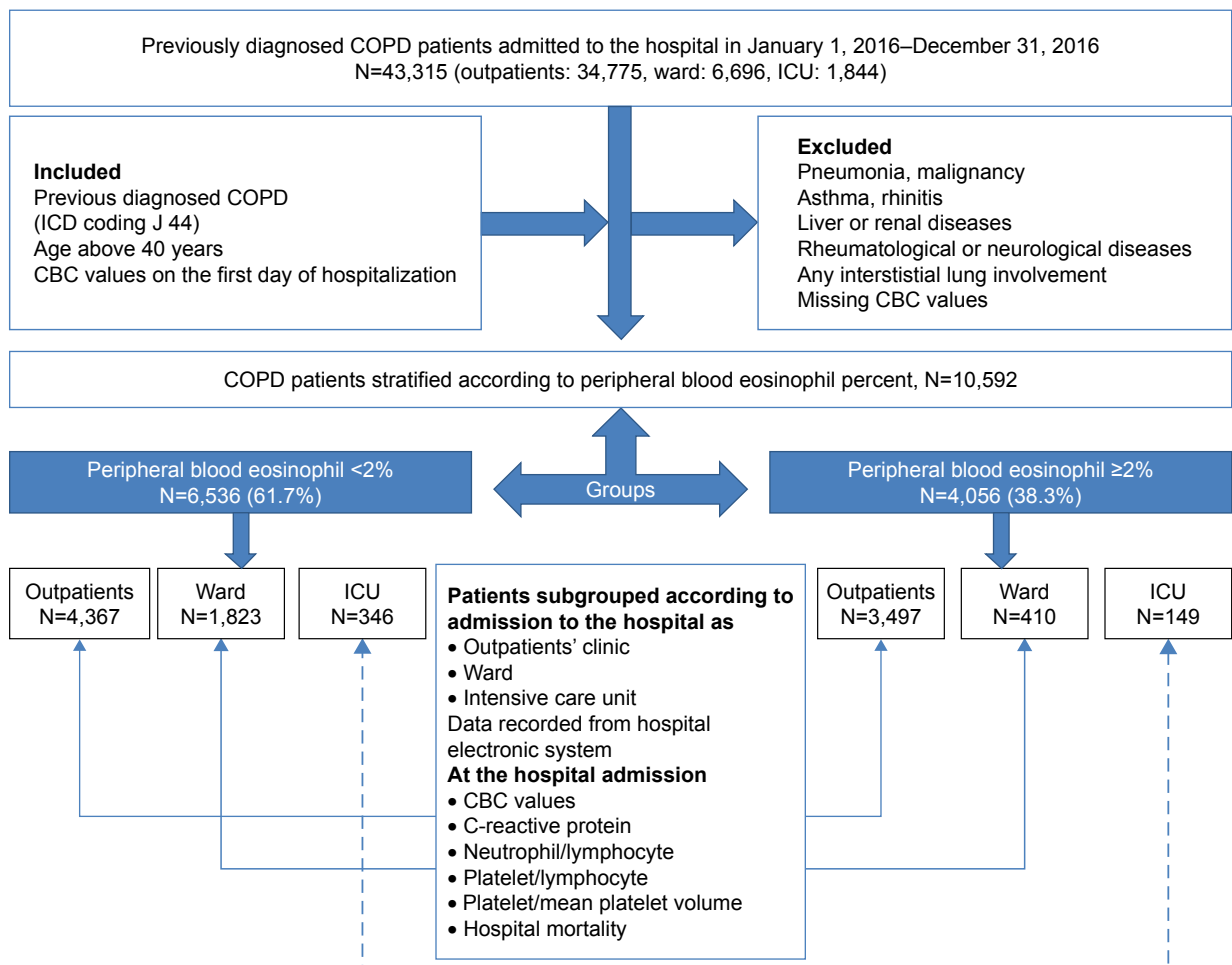 Previously diagnosed COPD patients admitted to the hospital in January 1, 2016–December 31, 2016
N=43,315 (outpatients: 34,775, ward: 6,696, ICU: 1,844)
Included
Previous diagnosed COPD
(ICD coding J 44)
Age above 40 years
CBC values on the first day of hospitalization
Excluded
Pneumonia, malignancy
Asthma, rhinitis
Liver or renal diseases
Rheumatological or neurological diseases
Any interstistial lung involvement
Missing CBC values
COPD patients stratified according to peripheral blood eosinophil percent, N=10,592
Peripheral blood eosinophil <2%
N=6,536 (61.7%)
Groups
Peripheral blood eosinophil ≥2%
N=4,056 (38.3%)
Outpatients
N=4,367
Ward
N=1,823
ICU
N=346
Patients subgrouped according to
admission to the hospital as
• Outpatients’ clinic
• Ward
• Intensive care unit
Data recorded from hospital
electronic system
At the hospital admission
• CBC values
• C-reactive protein
• Neutrophil/lymphocyte
• Platelet/lymphocyte
• Platelet/mean platelet volume
• Hospital mortality
Outpatients
N=3,497
Ward
N=410
ICU
N=149